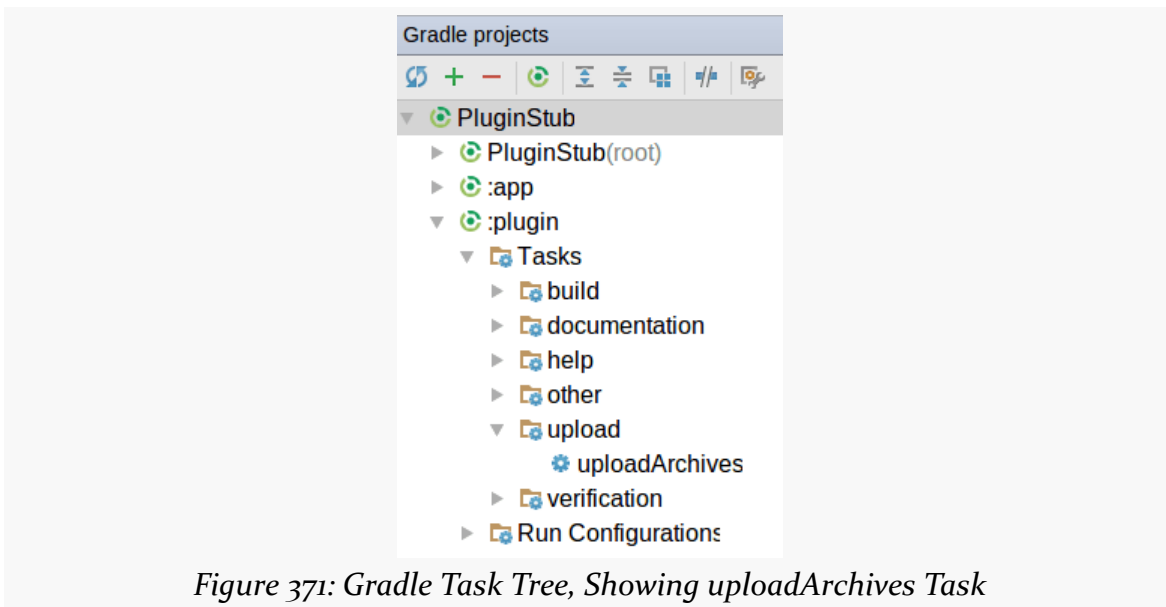 Gradle projects
PluginStub
PluginStub(root)
:app
:plugin
Tasks
build
documentation
help
other
upload
uploadArchives
verification
Run Configurations
Figure 371: Gradle Task Tree, Showing uploadArchives Task